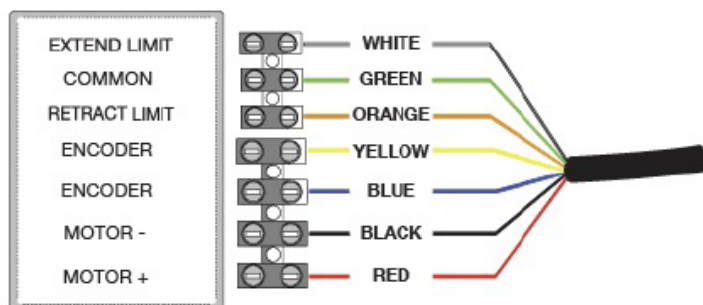 EXTEND LIMIT WHITE
COMMON GREEN
RETRACT LIMIT ORANGE
ENCODER YELLOW
ENCODER BLUE
MOTOR - BLACK
MOTOR + RED